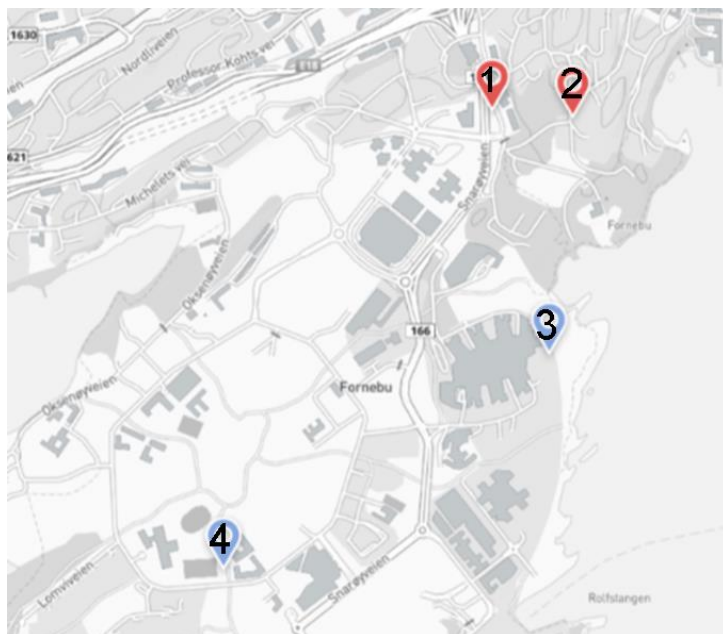 1630
Nordliveien
Professor Kohts vei
E18
1
2
621
Michelets vei
Snarøyveien
Fornebu
Oksenøyveien
3
166
Fornebu
Oksenøyveien
4
Lomviveien
Snarøyveien
Rolfstangen